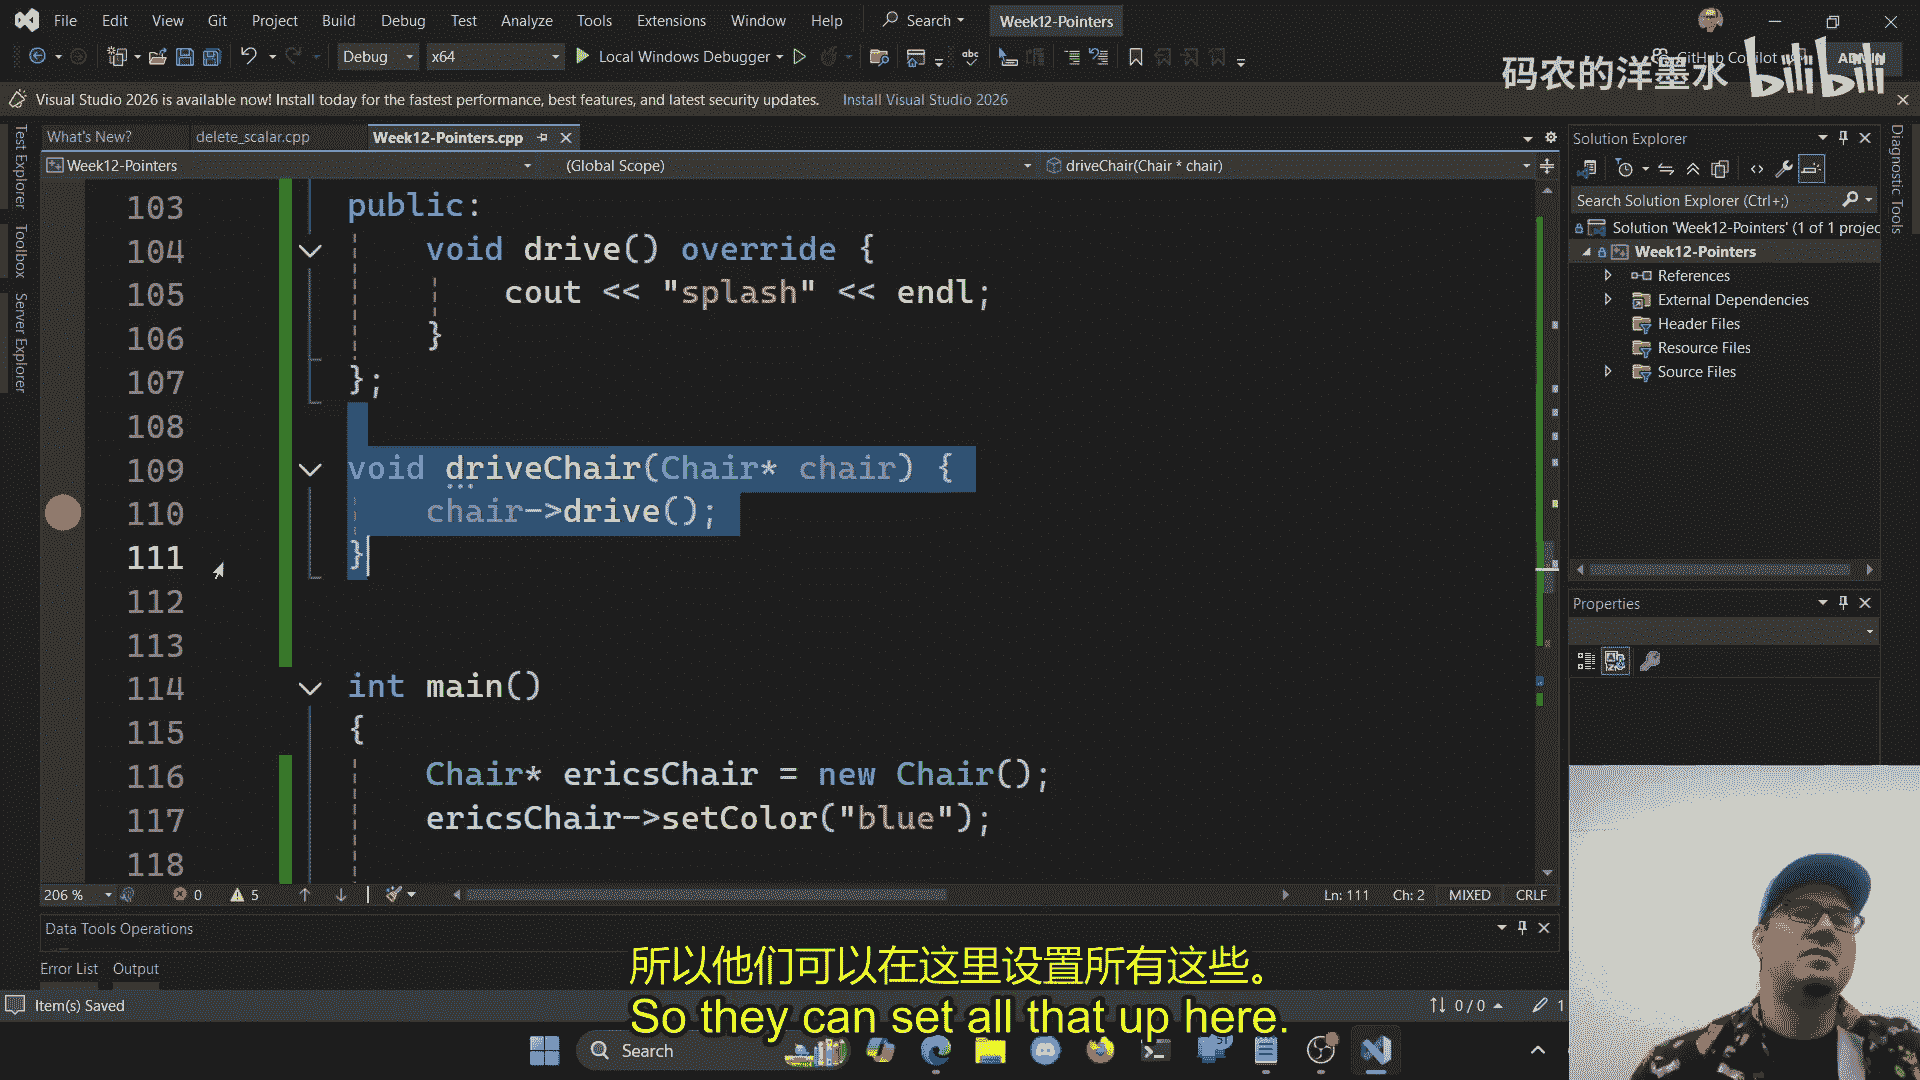 File Edit View Git Project Build Debug Test Analyze Tools Extensions Window Help Search Week12-Pointers
Debug x64 Local Windows Debugger GitHub Copilot ADMIN
码农的洋墨水 bilibili
Visual Studio 2026 is available now! Install today for the fastest performance, best features, and latest security updates. Install Visual Studio 2026
What's New? delete_scalar.cpp Week12-Pointers.cpp
Week12-Pointers (Global Scope) driveChair(Chair * chair)
Test Explorer
Toolbox
Server Explorer
103 public:
104 void drive() override {
105 cout << "splash" << endl;
106 }
107 };
108
109 void driveChair(Chair* chair) {
110 chair->drive();
111 }
112
113
114 int main()
115 {
116 Chair* ericsChair = new Chair();
117 ericsChair->setColor("blue");
118
206 % 0 5 Ln: 111 Ch: 2 MIXED CRLF
Solution Explorer
Search Solution Explorer (Ctrl+;)
Solution 'Week12-Pointers' (1 of 1 projec
Week12-Pointers
References
External Dependencies
Header Files
Resource Files
Source Files
Properties
Diagnostic Tools
Data Tools Operations
Error List Output
Item(s) Saved 0 / 0 1
所以他们可以在这里设置所有这些。
So they can set all that up here.
Search